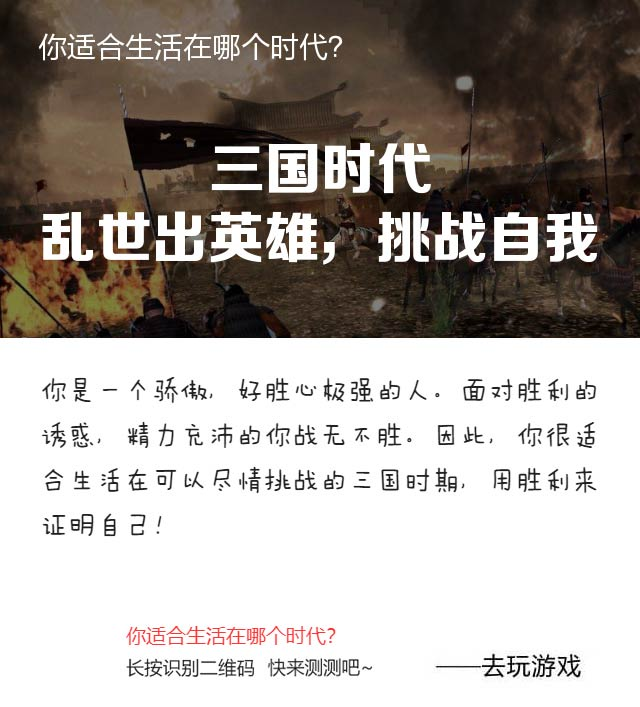 你适合生活在哪个时代?
三国时代
乱世出英雄，挑战自我
你是一个骄傲，好胜心极强的人。面对胜利的
诱惑，精力充沛的你战无不胜。因此，你很适
合生活在可以尽情挑战的三国时期，用胜利来
证明自己！
你适合生活在哪个时代?
长按识别二维码 快来测测吧~
——去玩游戏